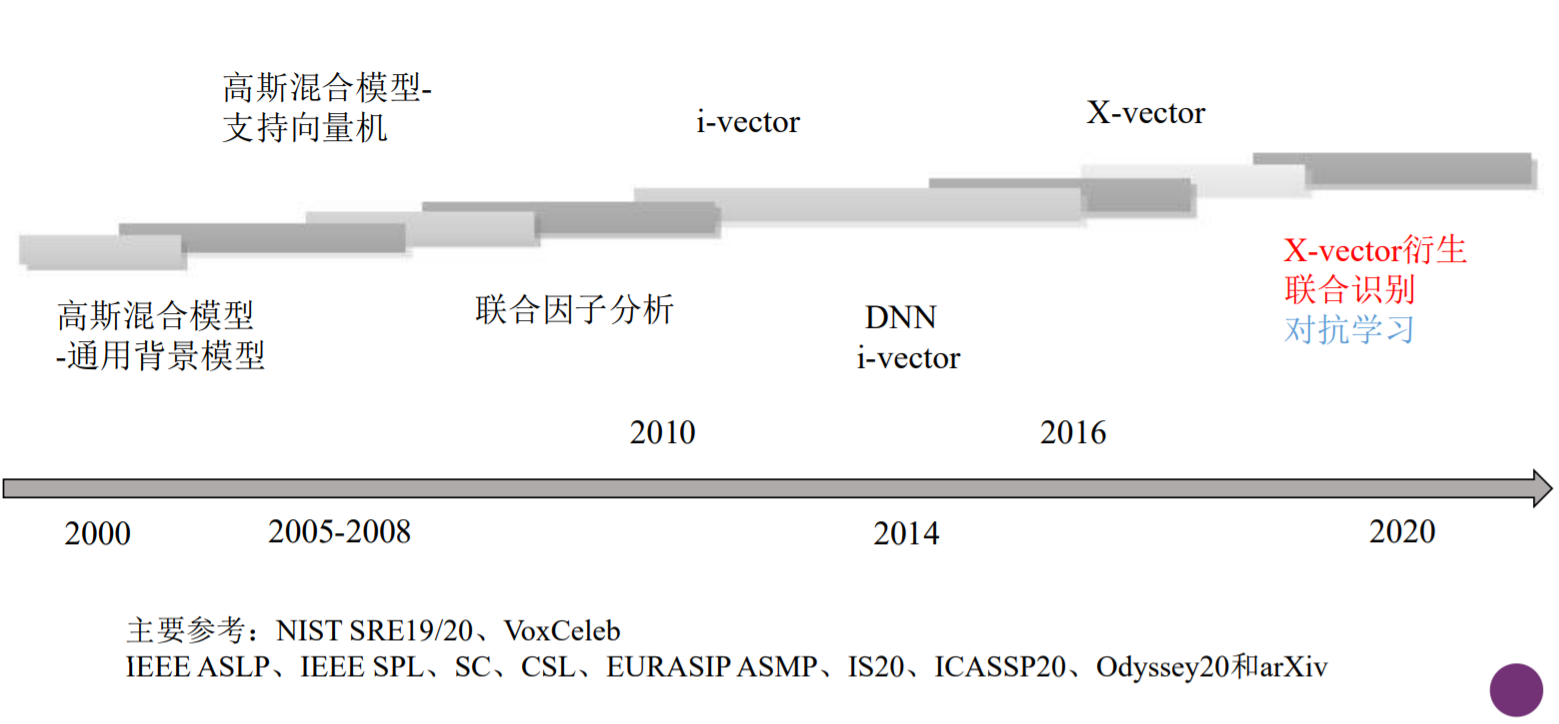 高斯混合模型-
支持向量机
i-vector
X-vector
高斯混合模型
-通用背景模型
联合因子分析
DNN
i-vector
X-vector衍生
联合识别
对抗学习
2010
2016
2000
2005-2008
2014
2020
主要参考：NIST SRE19/20、VoxCeleb
IEEE ASLP、IEEE SPL、SC、CSL、EURASIP ASMP、IS20、ICASSP20、Odyssey20和arXiv